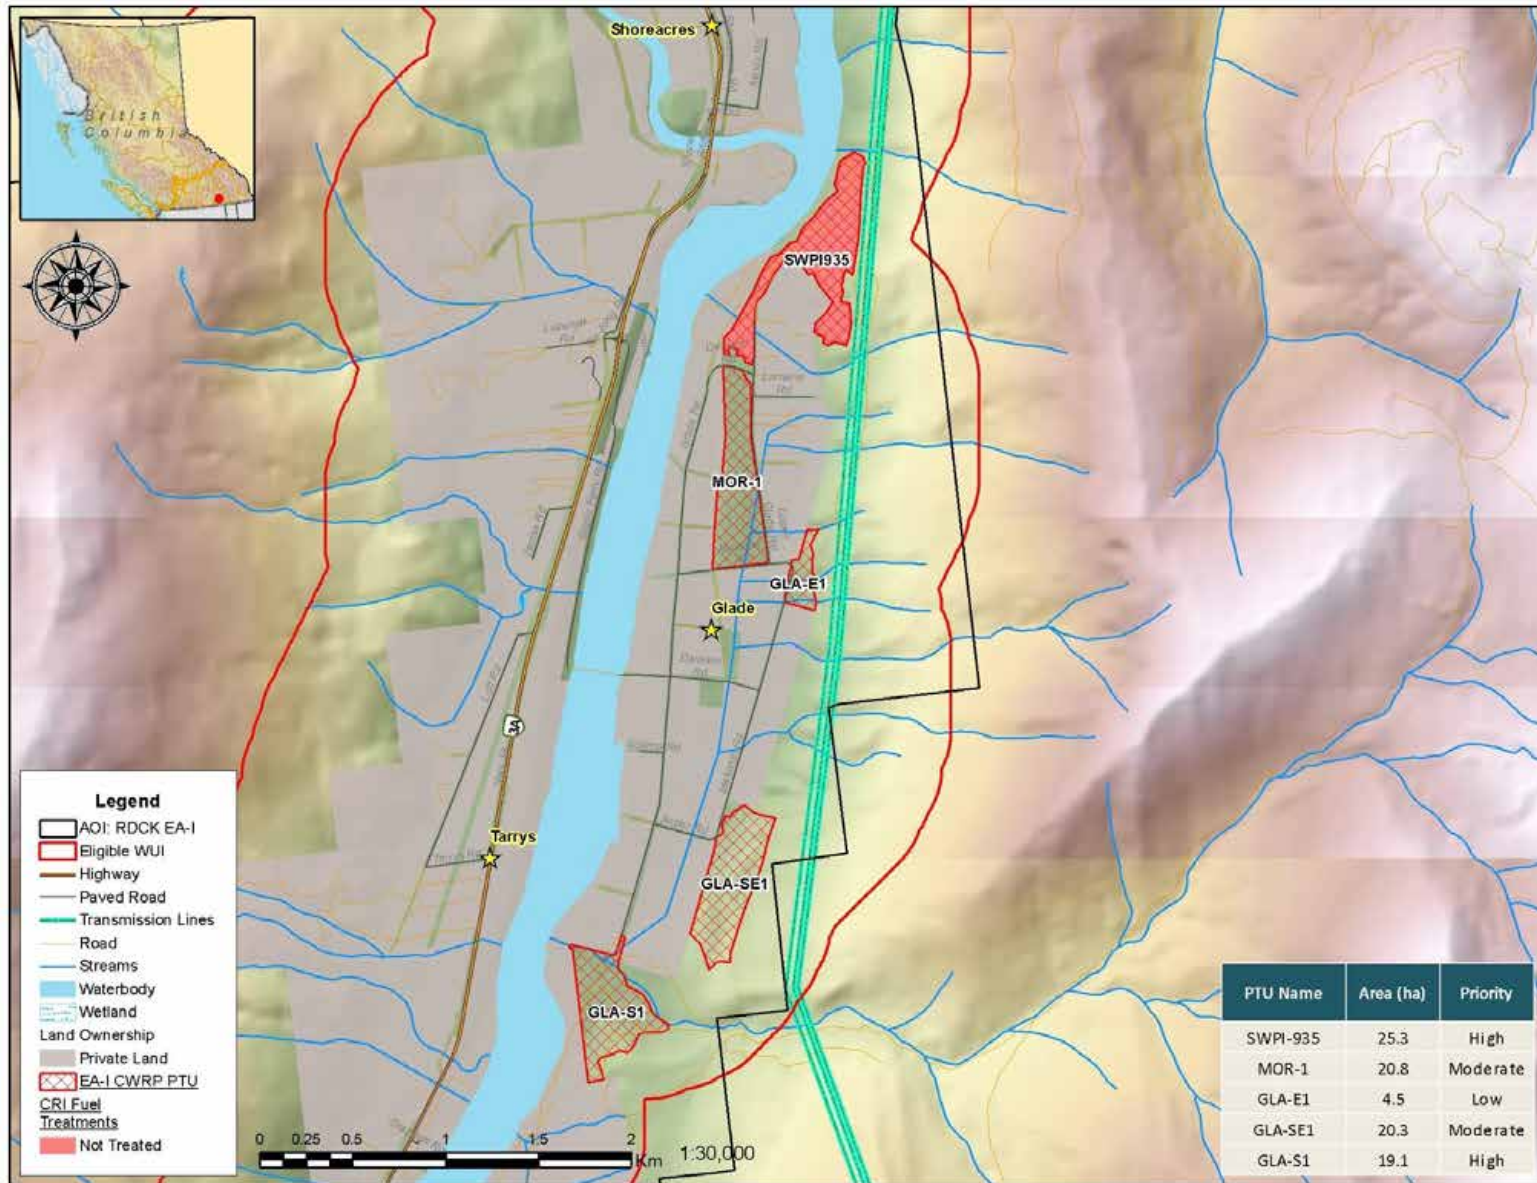 Shoreacres
British
Columbia
SWPI935
MOR-1
GLA-E1
Glade
3A
Tarrys
GLA-SE1
GLA-S1
Legend
AOI: RDCK EA-I
Eligible WUI
Highway
Paved Road
Transmission Lines
Road
Streams
Waterbody
Wetland
Land Ownership
Private Land
EA-I CWRP PTU
CRI Fuel
Treatments
Not Treated
0 0.25 0.5 1 1.5 2
Km 1:30,000
PTU Name Area (ha) Priority
SWPI-935 25.3 High
MOR-1 20.8 Moderate
GLA-E1 4.5 Low
GLA-SE1 20.3 Moderate
GLA-S1 19.1 High